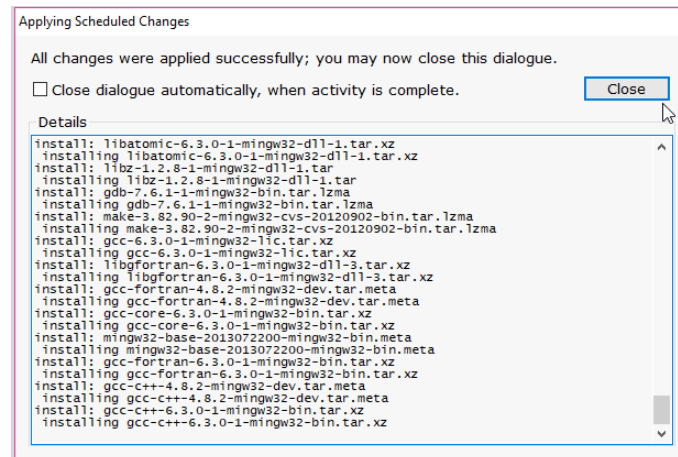 Applying Scheduled Changes
All changes were applied successfully; you may now close this dialogue.
Close dialogue automatically, when activity is complete.
Close
Details
install: libatomic-6.3.0-1-mingw32-dll-1.tar.xz
installing libatomic-6.3.0-1-mingw32-dll-1.tar.xz
install: libz-1.2.8-1-mingw32-dll-1.tar
installing libz-1.2.8-1-mingw32-dll-1.tar
install: gdb-7.6.1-1-mingw32-bin.tar.lzma
installing gdb-7.6.1-1-mingw32-bin.tar.lzma
install: make-3.82.90-2-mingw32-cvs-20120902-bin.tar.lzma
installing make-3.82.90-2-mingw32-cvs-20120902-bin.tar.lzma
install: gcc-6.3.0-1-mingw32-lic.tar.xz
installing gcc-6.3.0-1-mingw32-lic.tar.xz
install: libgfortran-6.3.0-1-mingw32-dll-3.tar.xz
installing libgfortran-6.3.0-1-mingw32-dll-3.tar.xz
install: gcc-fortran-4.8.2-mingw32-dev.tar.meta
installing gcc-fortran-4.8.2-mingw32-dev.tar.meta
install: gcc-core-6.3.0-1-mingw32-bin.tar.xz
installing gcc-core-6.3.0-1-mingw32-bin.tar.xz
install: mingw32-base-2013072200-mingw32-bin.meta
installing mingw32-base-2013072200-mingw32-bin.meta
install: gcc-fortran-6.3.0-1-mingw32-bin.tar.xz
installing gcc-fortran-6.3.0-1-mingw32-bin.tar.xz
install: gcc-c++-4.8.2-mingw32-dev.tar.meta
installing gcc-c++-4.8.2-mingw32-dev.tar.meta
install: gcc-c++-6.3.0-1-mingw32-bin.tar.xz
installing gcc-c++-6.3.0-1-mingw32-bin.tar.xz